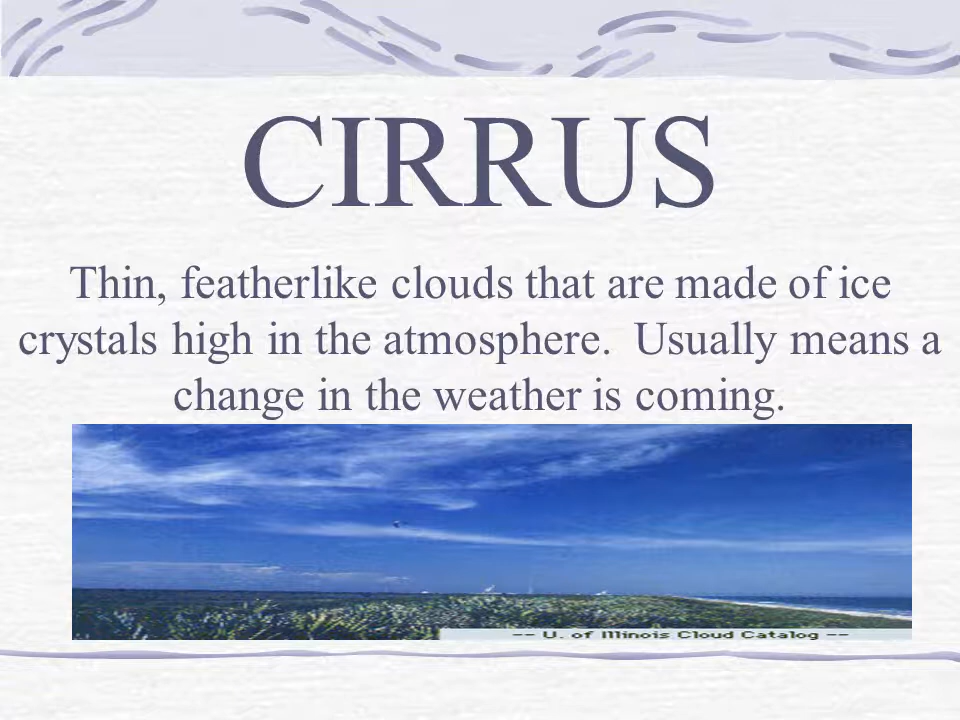 CIRRUS
Thin, featherlike clouds that are made of ice
crystals high in the atmosphere.  Usually means a
change in the weather is coming.
-- U. of Illinois Cloud Catalog --